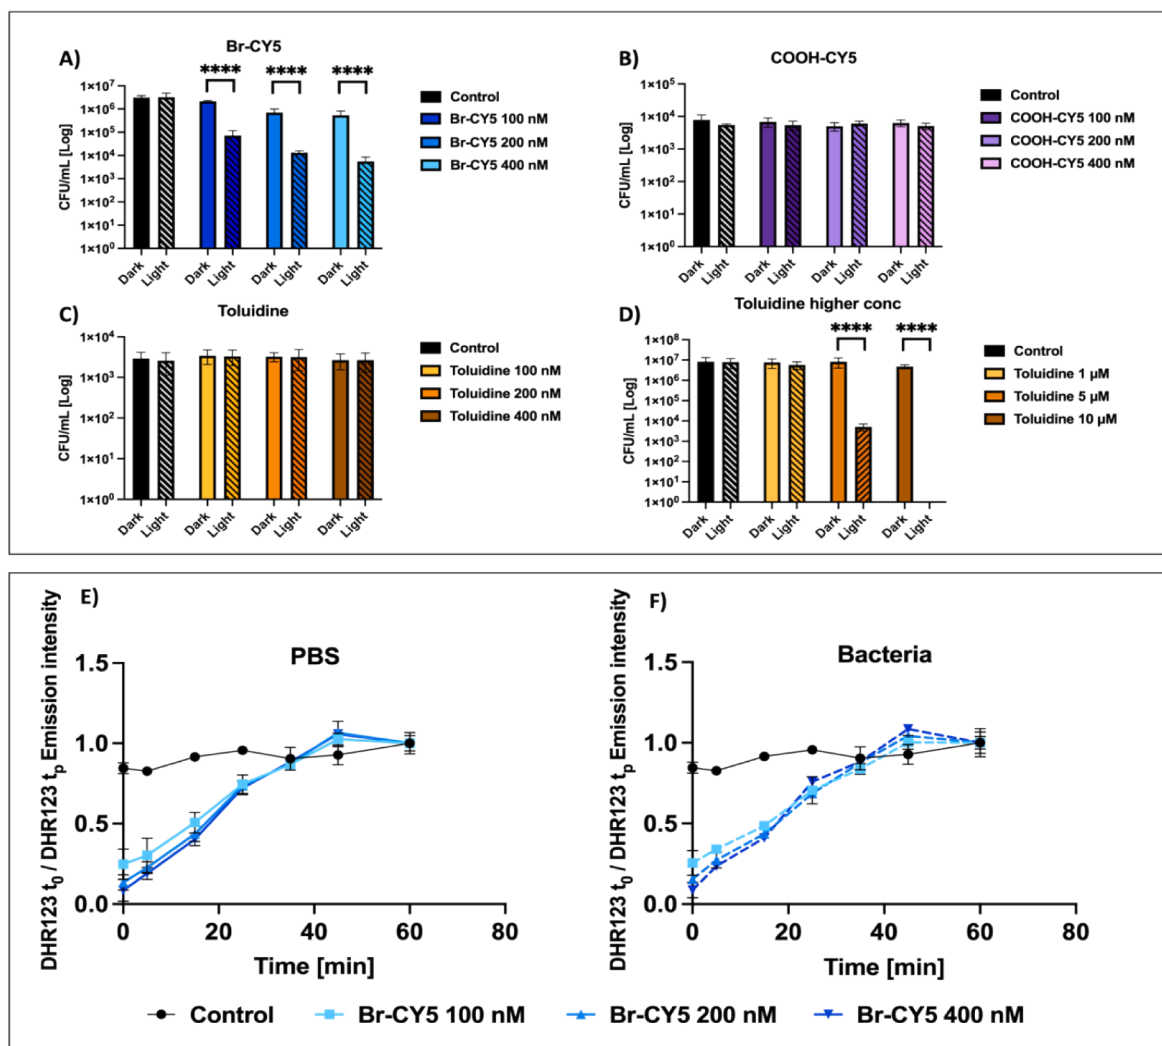 A)
Br-CY5
**** **** ****
CFU/mL [Log]
1×10⁷
1×10⁶
1×10⁵
1×10⁴
1×10³
1×10²
1×10¹
1×10⁰
Dark Light Dark Light Dark Light Dark Light
Control
Br-CY5 100 nM
Br-CY5 200 nM
Br-CY5 400 nM
B)
COOH-CY5
CFU/mL [Log]
1×10⁵
1×10⁴
1×10³
1×10²
1×10¹
1×10⁰
Dark Light Dark Light Dark Light Dark Light
Control
COOH-CY5 100 nM
COOH-CY5 200 nM
COOH-CY5 400 nM
C)
Toluidine
CFU/mL [Log]
1×10⁴
1×10³
1×10²
1×10¹
1×10⁰
Dark Light Dark Light Dark Light Dark Light
Control
Toluidine 100 nM
Toluidine 200 nM
Toluidine 400 nM
D)
Toluidine higher conc
**** ****
CFU/mL [Log]
1×10⁸
1×10⁷
1×10⁶
1×10⁵
1×10⁴
1×10³
1×10²
1×10¹
1×10⁰
Dark Light Dark Light Dark Light Dark Light
Control
Toluidine 1 µM
Toluidine 5 µM
Toluidine 10 µM
E)
PBS
DHR123 t₀ / DHR123 tₚ Emission intensity
1.5
1.0
0.5
0.0
0 20 40 60 80
Time [min]
F)
Bacteria
DHR123 t₀ / DHR123 tₚ Emission intensity
1.5
1.0
0.5
0.0
0 20 40 60 80
Time [min]
Control Br-CY5 100 nM Br-CY5 200 nM Br-CY5 400 nM